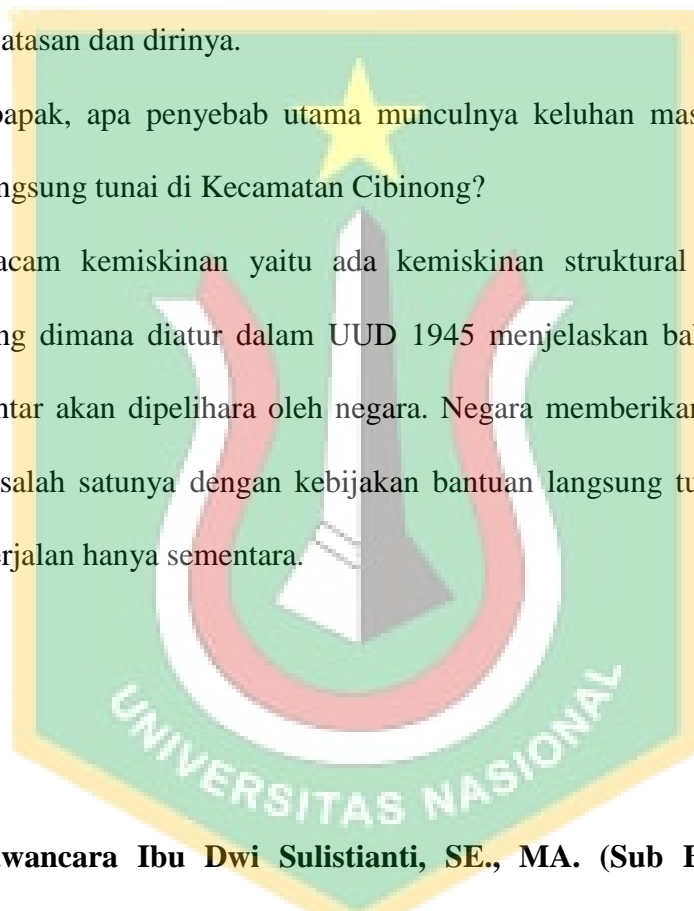 atasan dan dirinya.
bapak, apa penyebab utama munculnya keluhan mas
ngsung tunai di Kecamatan Cibinong?
acam kemiskinan yaitu ada kemiskinan struktural
ng dimana diatur dalam UUD 1945 menjelaskan bal
ntar akan dipelihara oleh negara. Negara memberikan
salah satunya dengan kebijakan bantuan langsung tu
erjalan hanya sementara.
UNIVERSITAS NASIONAL
wawancara Ibu Dwi Sulistianti, SE., MA. (Sub B